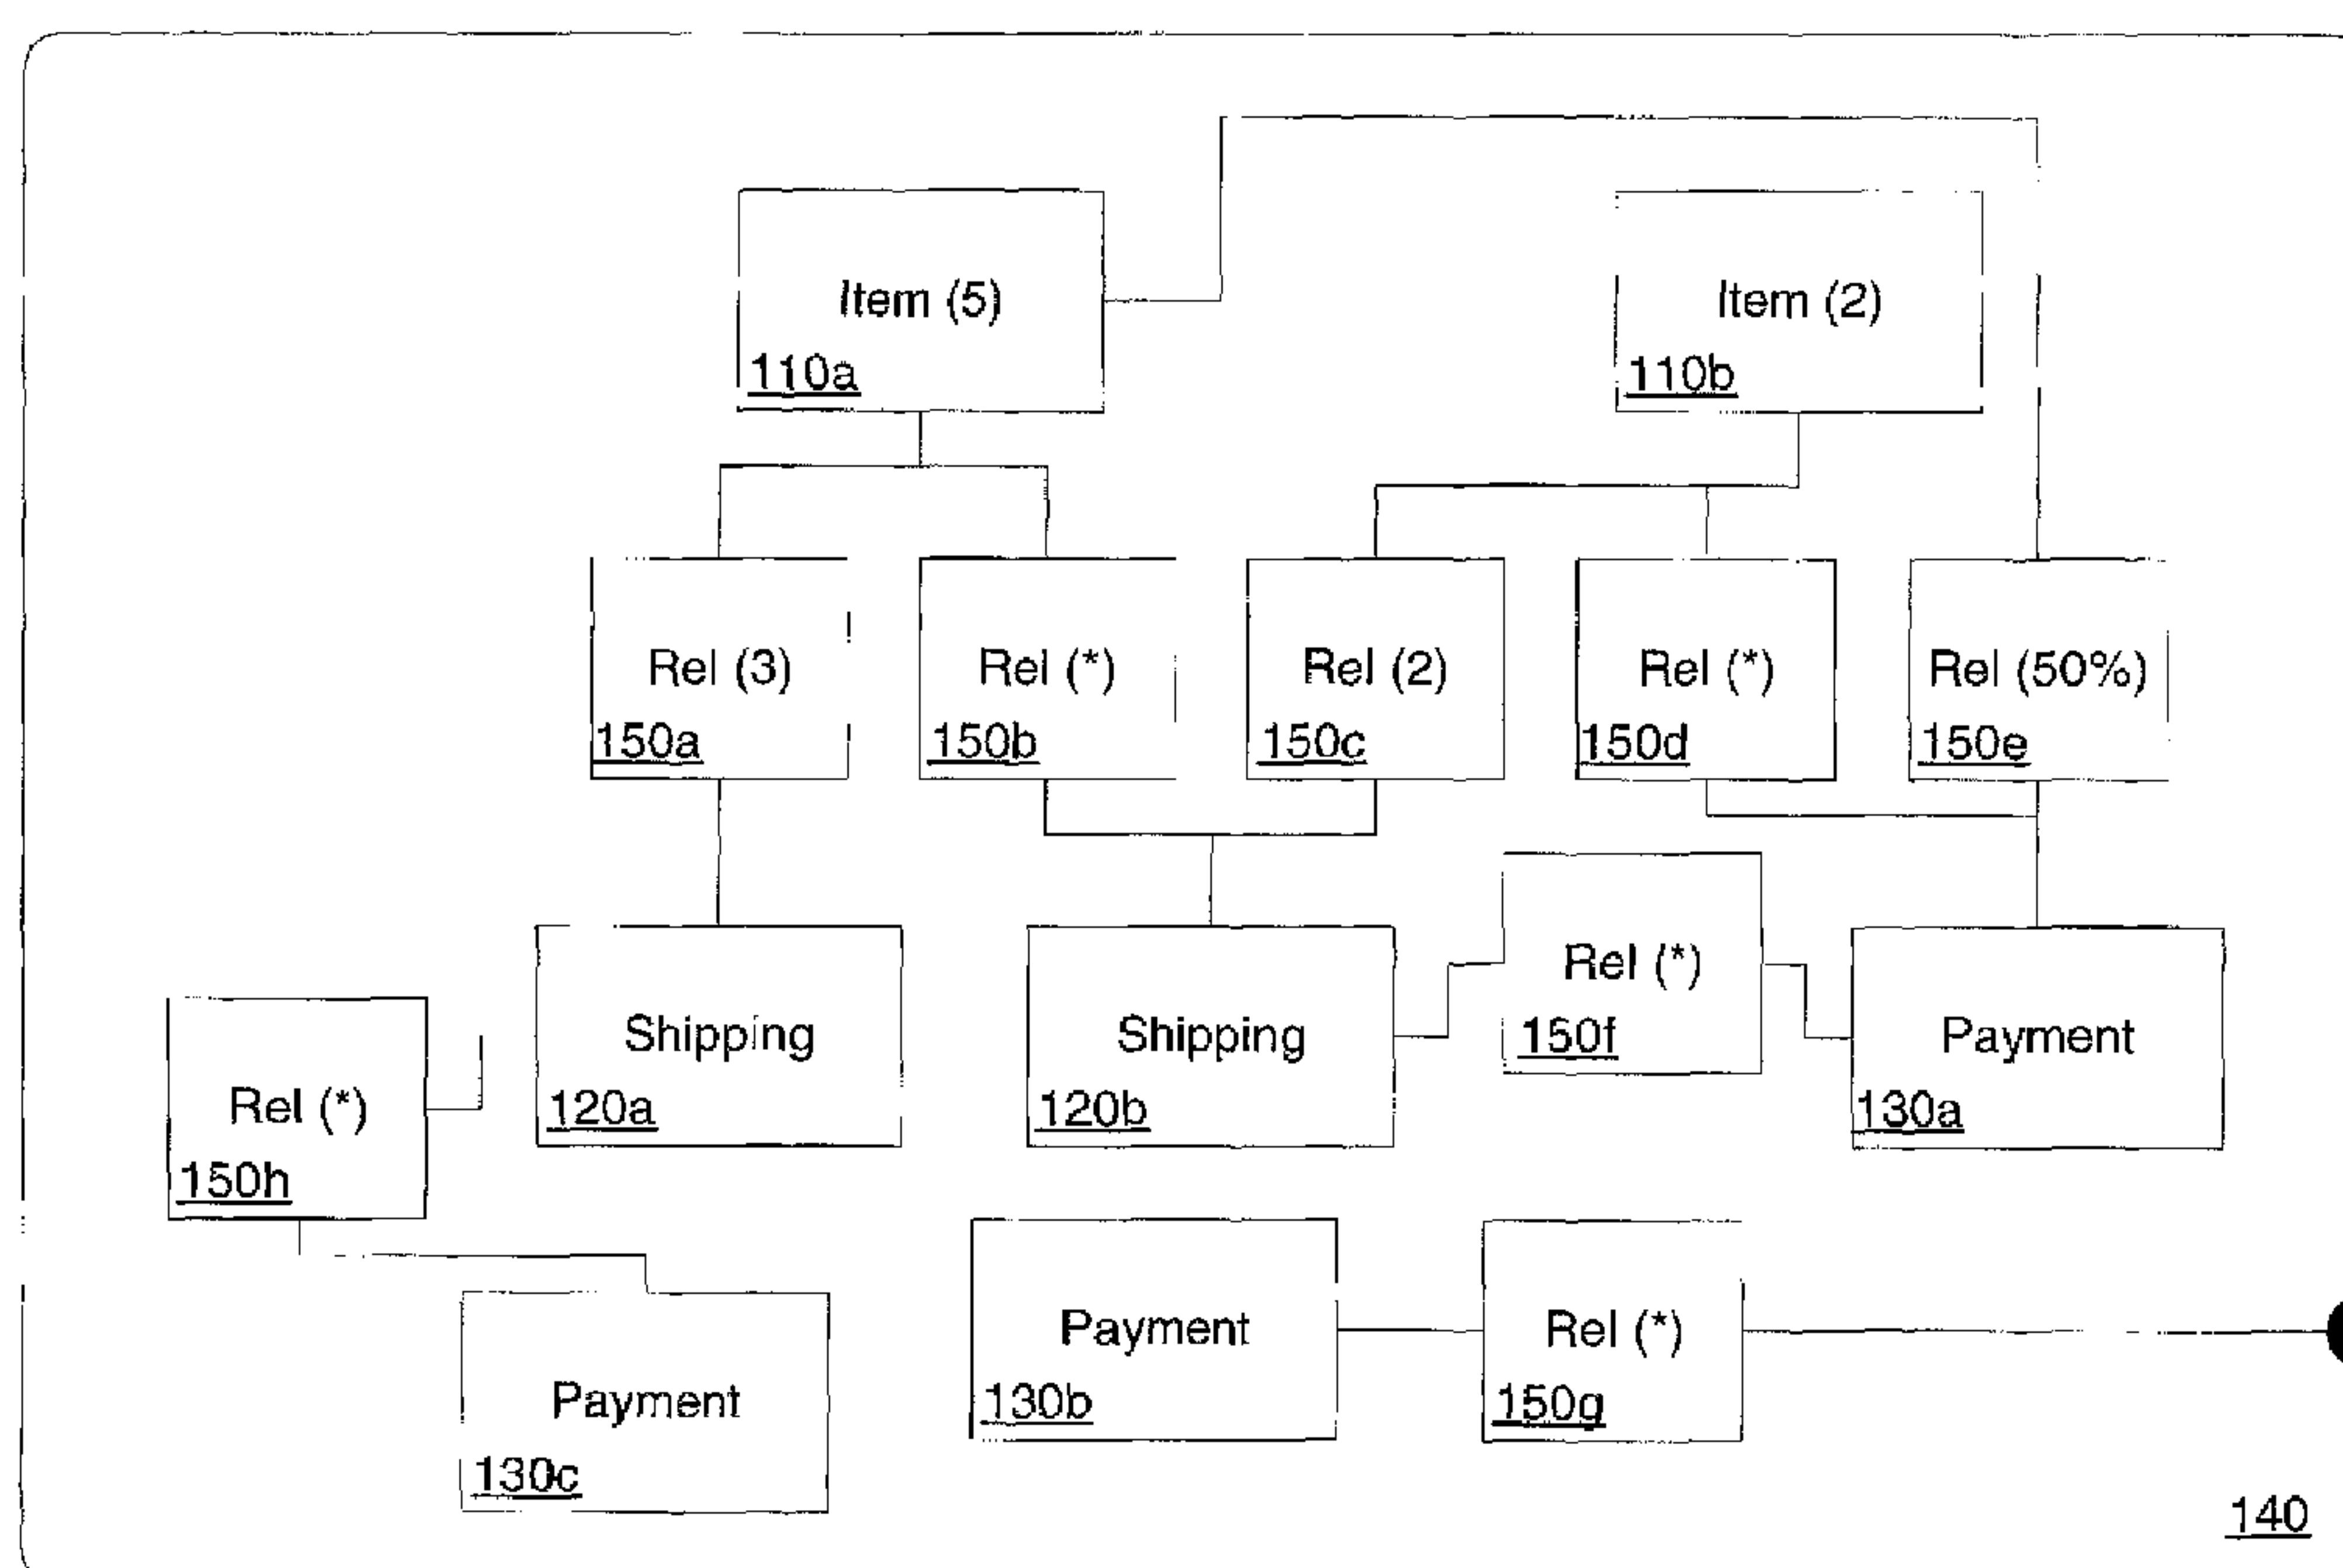 Item (5)
110a
Item (2)
110b
Rel (3)
150a
Rel (*)
150b
Rel (2)
150c
Rel (*)
150d
Rel (50%)
150e
Rel (*)
150h
Shipping
120a
Shipping
120b
Rel (*)
150f
Payment
130a
Payment
130c
Payment
130b
Rel (*)
150g
140